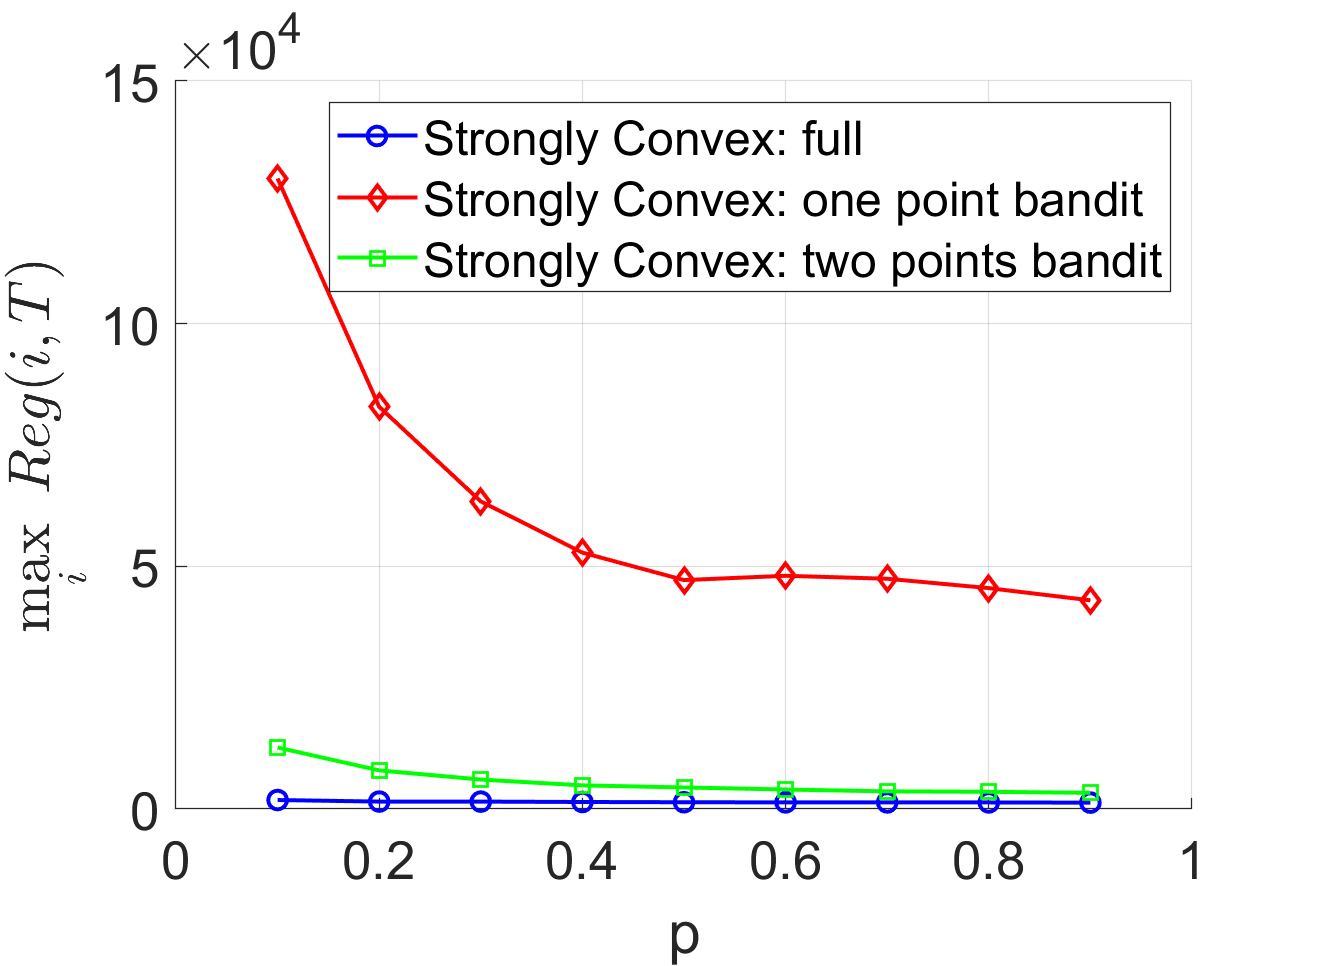 ×10^4
15
10
5
0
max_i Reg(i, T)
Strongly Convex: full
Strongly Convex: one point bandit
Strongly Convex: two points bandit
0 0.2 0.4 0.6 0.8 1
p